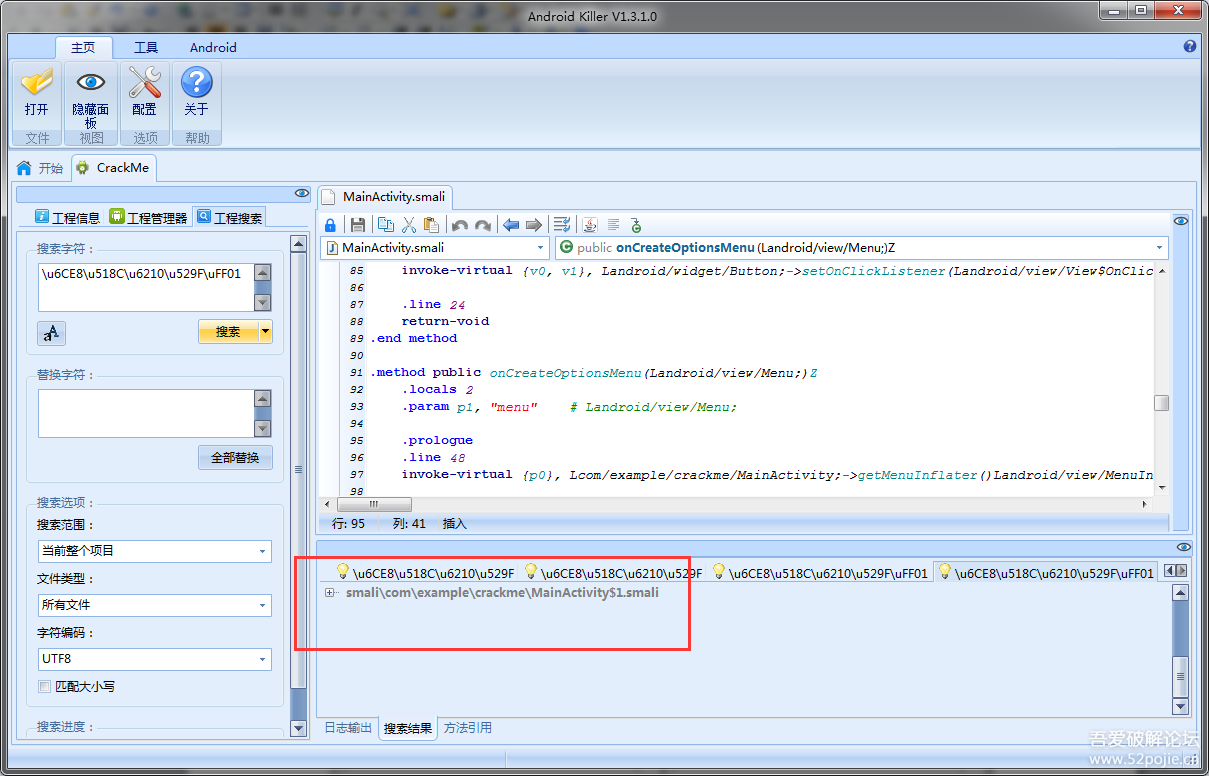 Android Killer V1.3.1.0
主页 工具 Android
打开 隐藏面板 配置 关于
文件 视图 选项 帮助
开始 CrackMe
工程信息 工程管理器 工程搜索
搜索字符：
\u6CE8\u518C\u6210\u529F\uFF01
搜索
替换字符：
全部替换
搜索选项：
搜索范围：
当前整个项目
文件类型：
所有文件
字符编码：
UTF8
匹配大小写
搜索进度：
MainActivity.smali
MainActivity.smali public onCreateOptionsMenu(Landroid/view/Menu;)Z
85 invoke-virtual {v0, v1}, Landroid/widget/Button;->setOnClickListener(Landroid/view/View$OnClic
86
87 .line 24
88 return-void
89 .end method
90
91 .method public onCreateOptionsMenu(Landroid/view/Menu;)Z
92 .locals 2
93 .param p1, "menu" # Landroid/view/Menu;
94
95 .prologue
96 .line 48
97 invoke-virtual {p0}, Lcom/example/crackme/MainActivity;->getMenuInflater()Landroid/view/MenuIn
98
行: 95 列: 41 插入
\u6CE8\u518C\u6210\u529F \u6CE8\u518C\u6210\u529F \u6CE8\u518C\u6210\u529F\uFF01 \u6CE8\u518C\u6210\u529F\uFF01
smali\com\example\crackme\MainActivity$1.smali
日志输出 搜索结果 方法引用
吾爱破解论坛
www.52pojie.cn